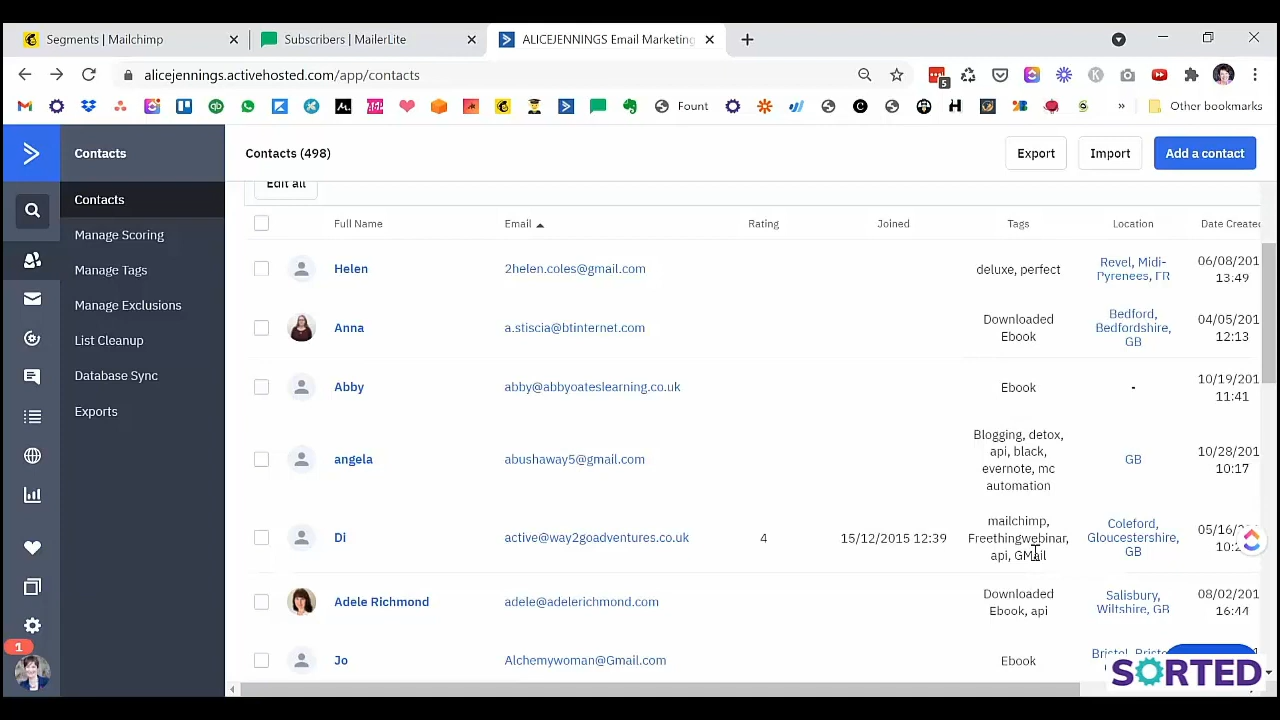 Segments | Mailchimp
Subscribers | MailerLite
ALICEJENNINGS Email Marketing
alicejennings.activehosted.com/app/contacts
5
Fount
Other bookmarks
Contacts
Contacts (498)
Export
Import
Add a contact
Contacts
Manage Scoring
Manage Tags
Manage Exclusions
List Cleanup
Database Sync
Exports
1
Edit all
Full Name
Email
Rating
Joined
Tags
Location
Date Created
Helen
2helen.coles@gmail.com
deluxe, perfect
Revel, Midi-
Pyrenees, FR
06/08/201
13:49
Anna
a.stiscia@btinternet.com
Downloaded
Ebook
Bedford,
Bedfordshire,
GB
04/05/201
12:13
Abby
abby@abbyoateslearning.co.uk
Ebook
-
10/19/201
11:41
angela
abushaway5@gmail.com
Blogging, detox,
api, black,
evernote, mc
automation
GB
10/28/201
10:17
Di
active@way2goadventures.co.uk
4
15/12/2015 12:39
mailchimp,
Freethingwebinar,
api, GMail
Coleford,
Gloucestershire,
GB
05/16/
10:
Adele Richmond
adele@adelerichmond.com
Downloaded
Ebook, api
Salisbury,
Wiltshire, GB
08/02/201
16:44
Jo
Alchemywoman@Gmail.com
Ebook
SORTED